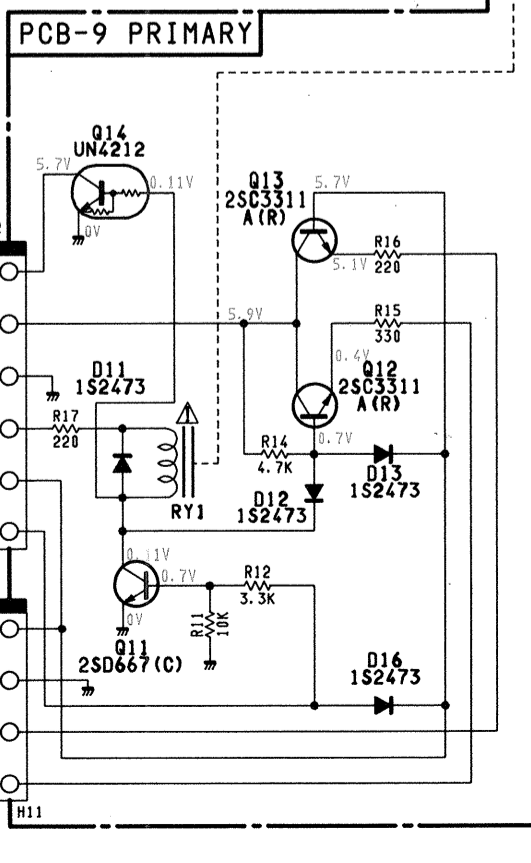 PCB-9 PRIMARY
Q14
UN4212
5.7V
0.11V
0V
Q13
2SC3311
A(R)
5.7V
R16
220
5.1V
5.9V
R15
330
0.4V
Q12
2SC3311
A(R)
D11
1S2473
R17
220
RY1
0.7V
R14
4.7K
D13
1S2473
D12
1S2473
0.11V
0.7V
R12
3.3K
R11
10K
0V
Q11
2SD667(C)
D16
1S2473
H11